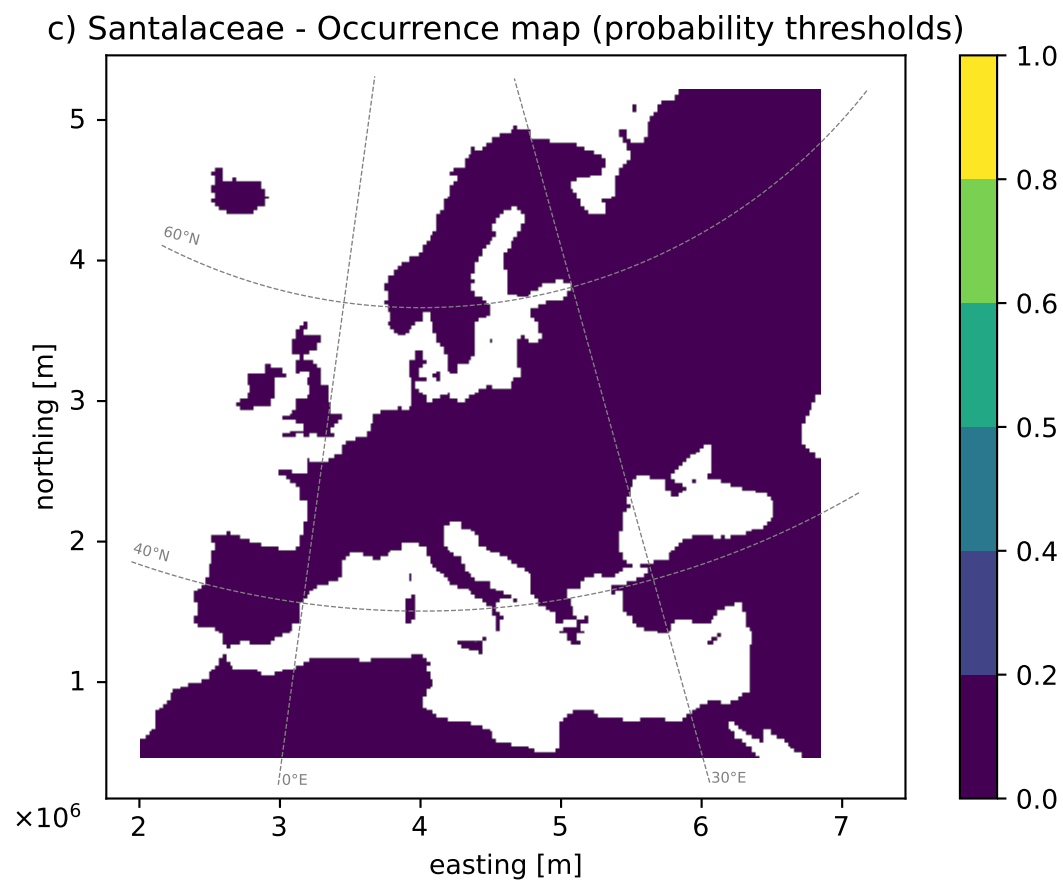 c) Santalaceae - Occurrence map (probability thresholds)
1.0
0.8
0.6
0.5
0.4
0.2
0.0
northing [m]
5
4
3
2
1
60°N
40°N
0°E
30°E
×10⁶
2
3
4
5
6
7
easting [m]